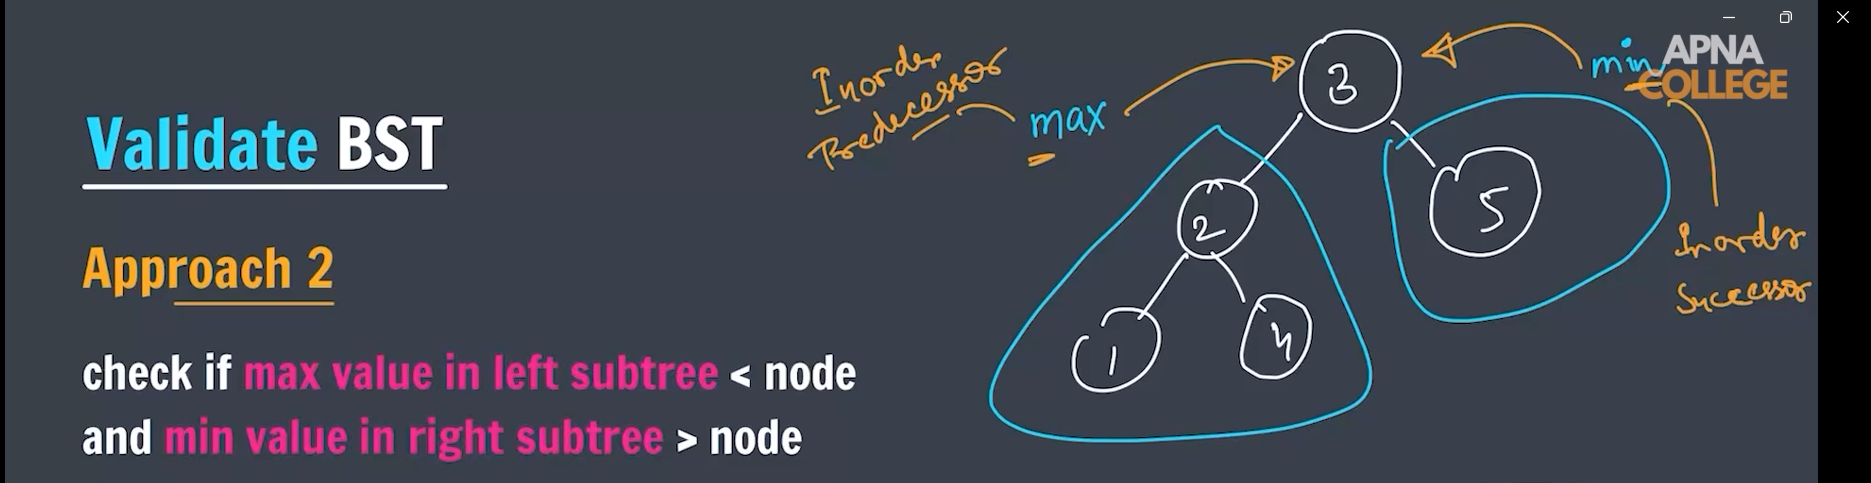 Validate BST
Approach 2
check if max value in left subtree < node
and min value in right subtree > node
Inorder
Predecessor
max
3
min
APNA
COLLEGE
2
5
1
4
Inorder
Successor